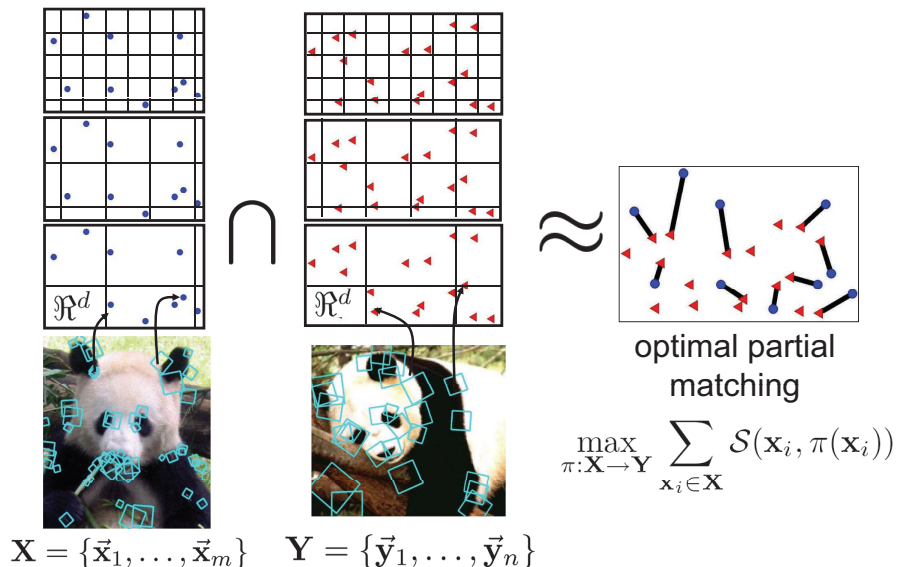 ℜ^d
ℜ^d
∩
≈
optimal partial
matching
max_{π:X→Y} ∑_{x_i∈X} S(x_i, π(x_i))
X = {x⃗_1, . . . , x⃗_m}
Y = {y⃗_1, . . . , y⃗_n}